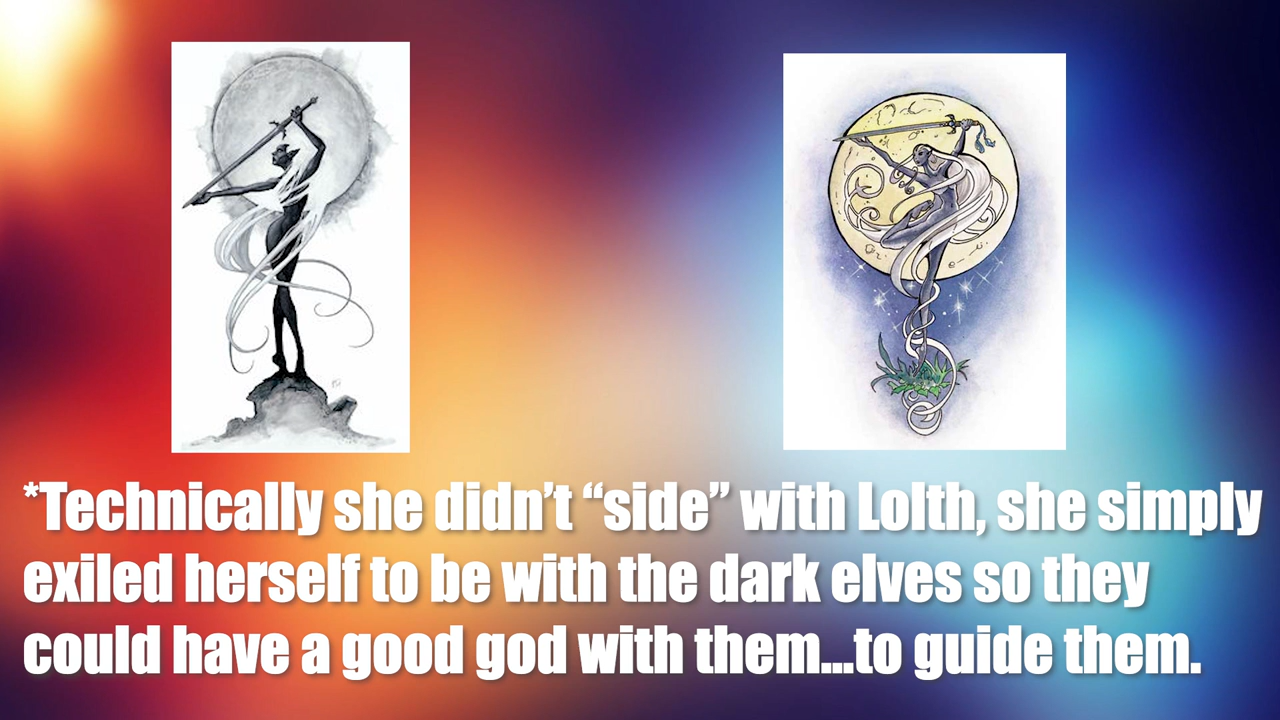 *Technically she didn’t “side” with Lolth, she simply
exiled herself to be with the dark elves so they
could have a good god with them...to guide them.